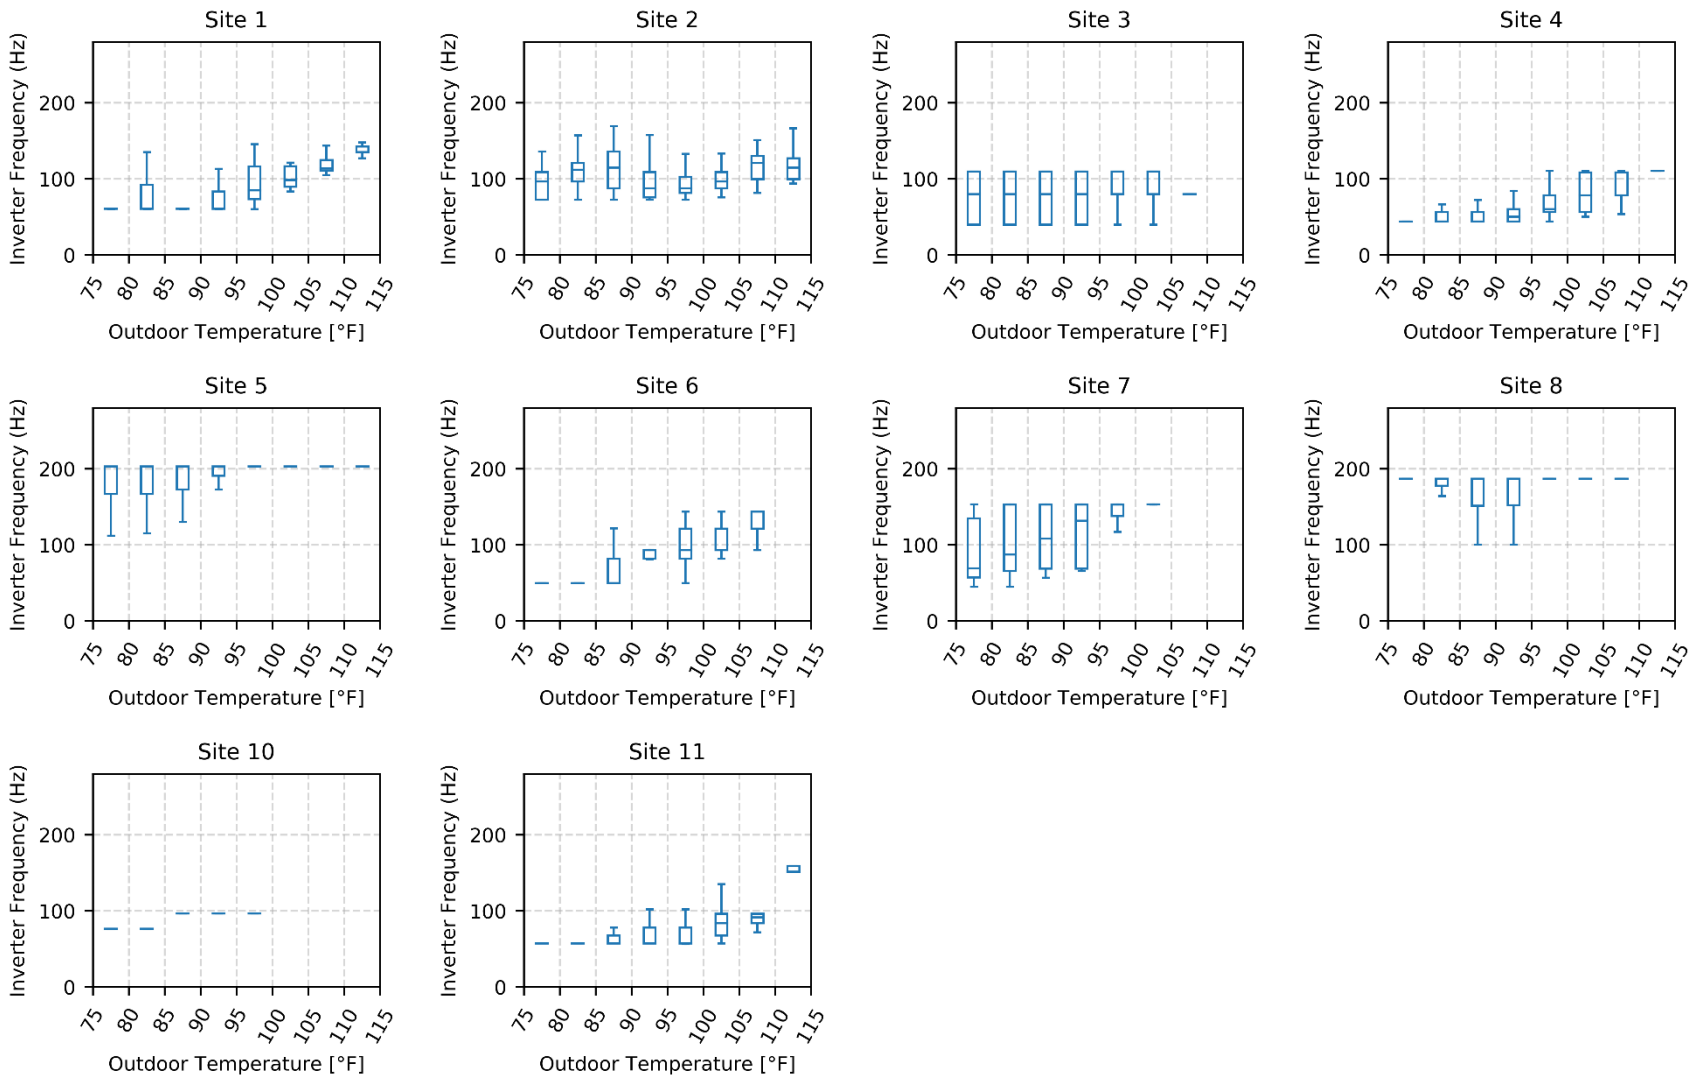 Site 1
Inverter Frequency (Hz)
200
100
0
75 80 85 90 95 100 105 110 115
Outdoor Temperature [°F]
Site 2
Inverter Frequency (Hz)
200
100
0
75 80 85 90 95 100 105 110 115
Outdoor Temperature [°F]
Site 3
Inverter Frequency (Hz)
200
100
0
75 80 85 90 95 100 105 110 115
Outdoor Temperature [°F]
Site 4
Inverter Frequency (Hz)
200
100
0
75 80 85 90 95 100 105 110 115
Outdoor Temperature [°F]
Site 5
Inverter Frequency (Hz)
200
100
0
75 80 85 90 95 100 105 110 115
Outdoor Temperature [°F]
Site 6
Inverter Frequency (Hz)
200
100
0
75 80 85 90 95 100 105 110 115
Outdoor Temperature [°F]
Site 7
Inverter Frequency (Hz)
200
100
0
75 80 85 90 95 100 105 110 115
Outdoor Temperature [°F]
Site 8
Inverter Frequency (Hz)
200
100
0
75 80 85 90 95 100 105 110 115
Outdoor Temperature [°F]
Site 10
Inverter Frequency (Hz)
200
100
0
75 80 85 90 95 100 105 110 115
Outdoor Temperature [°F]
Site 11
Inverter Frequency (Hz)
200
100
0
75 80 85 90 95 100 105 110 115
Outdoor Temperature [°F]